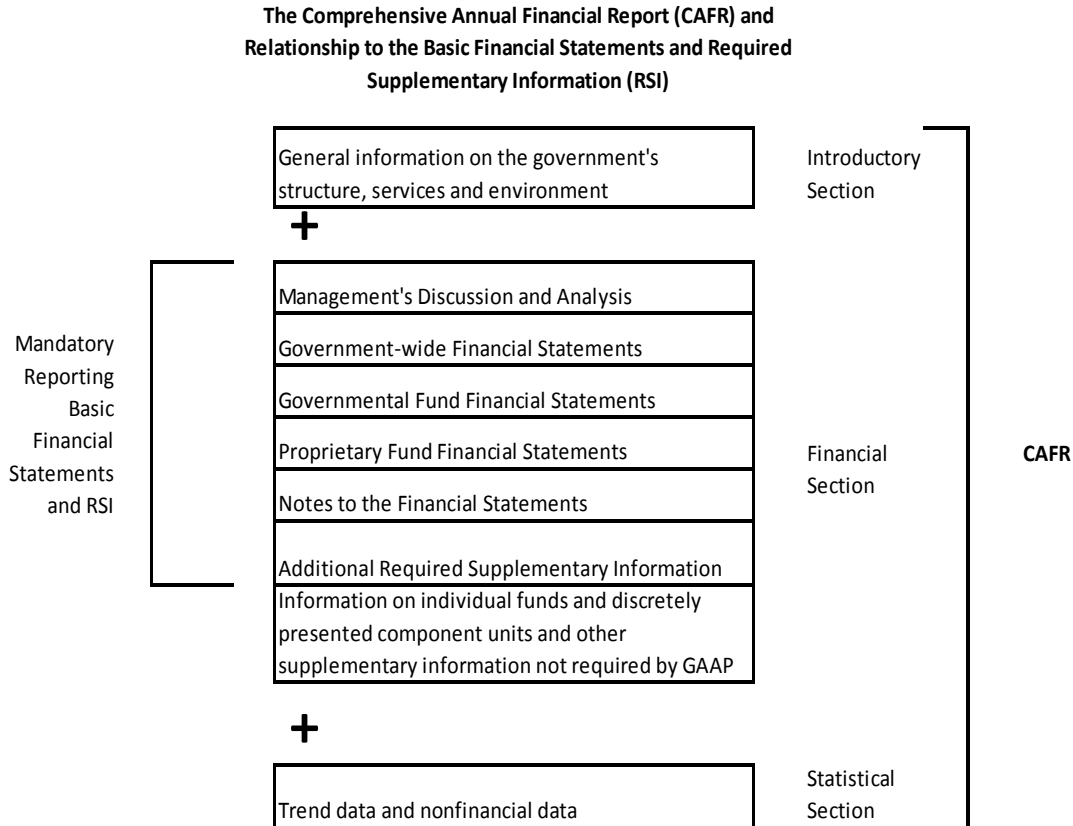 The Comprehensive Annual Financial Report (CAFR) and
Relationship to the Basic Financial Statements and Required
Supplementary Information (RSI)
General information on the government's
structure, services and environment
Introductory
Section
+
Mandatory
Reporting
Basic
Financial
Statements
and RSI
Management's Discussion and Analysis
Government-wide Financial Statements
Governmental Fund Financial Statements
Proprietary Fund Financial Statements
Notes to the Financial Statements
Additional Required Supplementary Information
Information on individual funds and discretely
presented component units and other
supplementary information not required by GAAP
Financial
Section
CAFR
+
Trend data and nonfinancial data
Statistical
Section